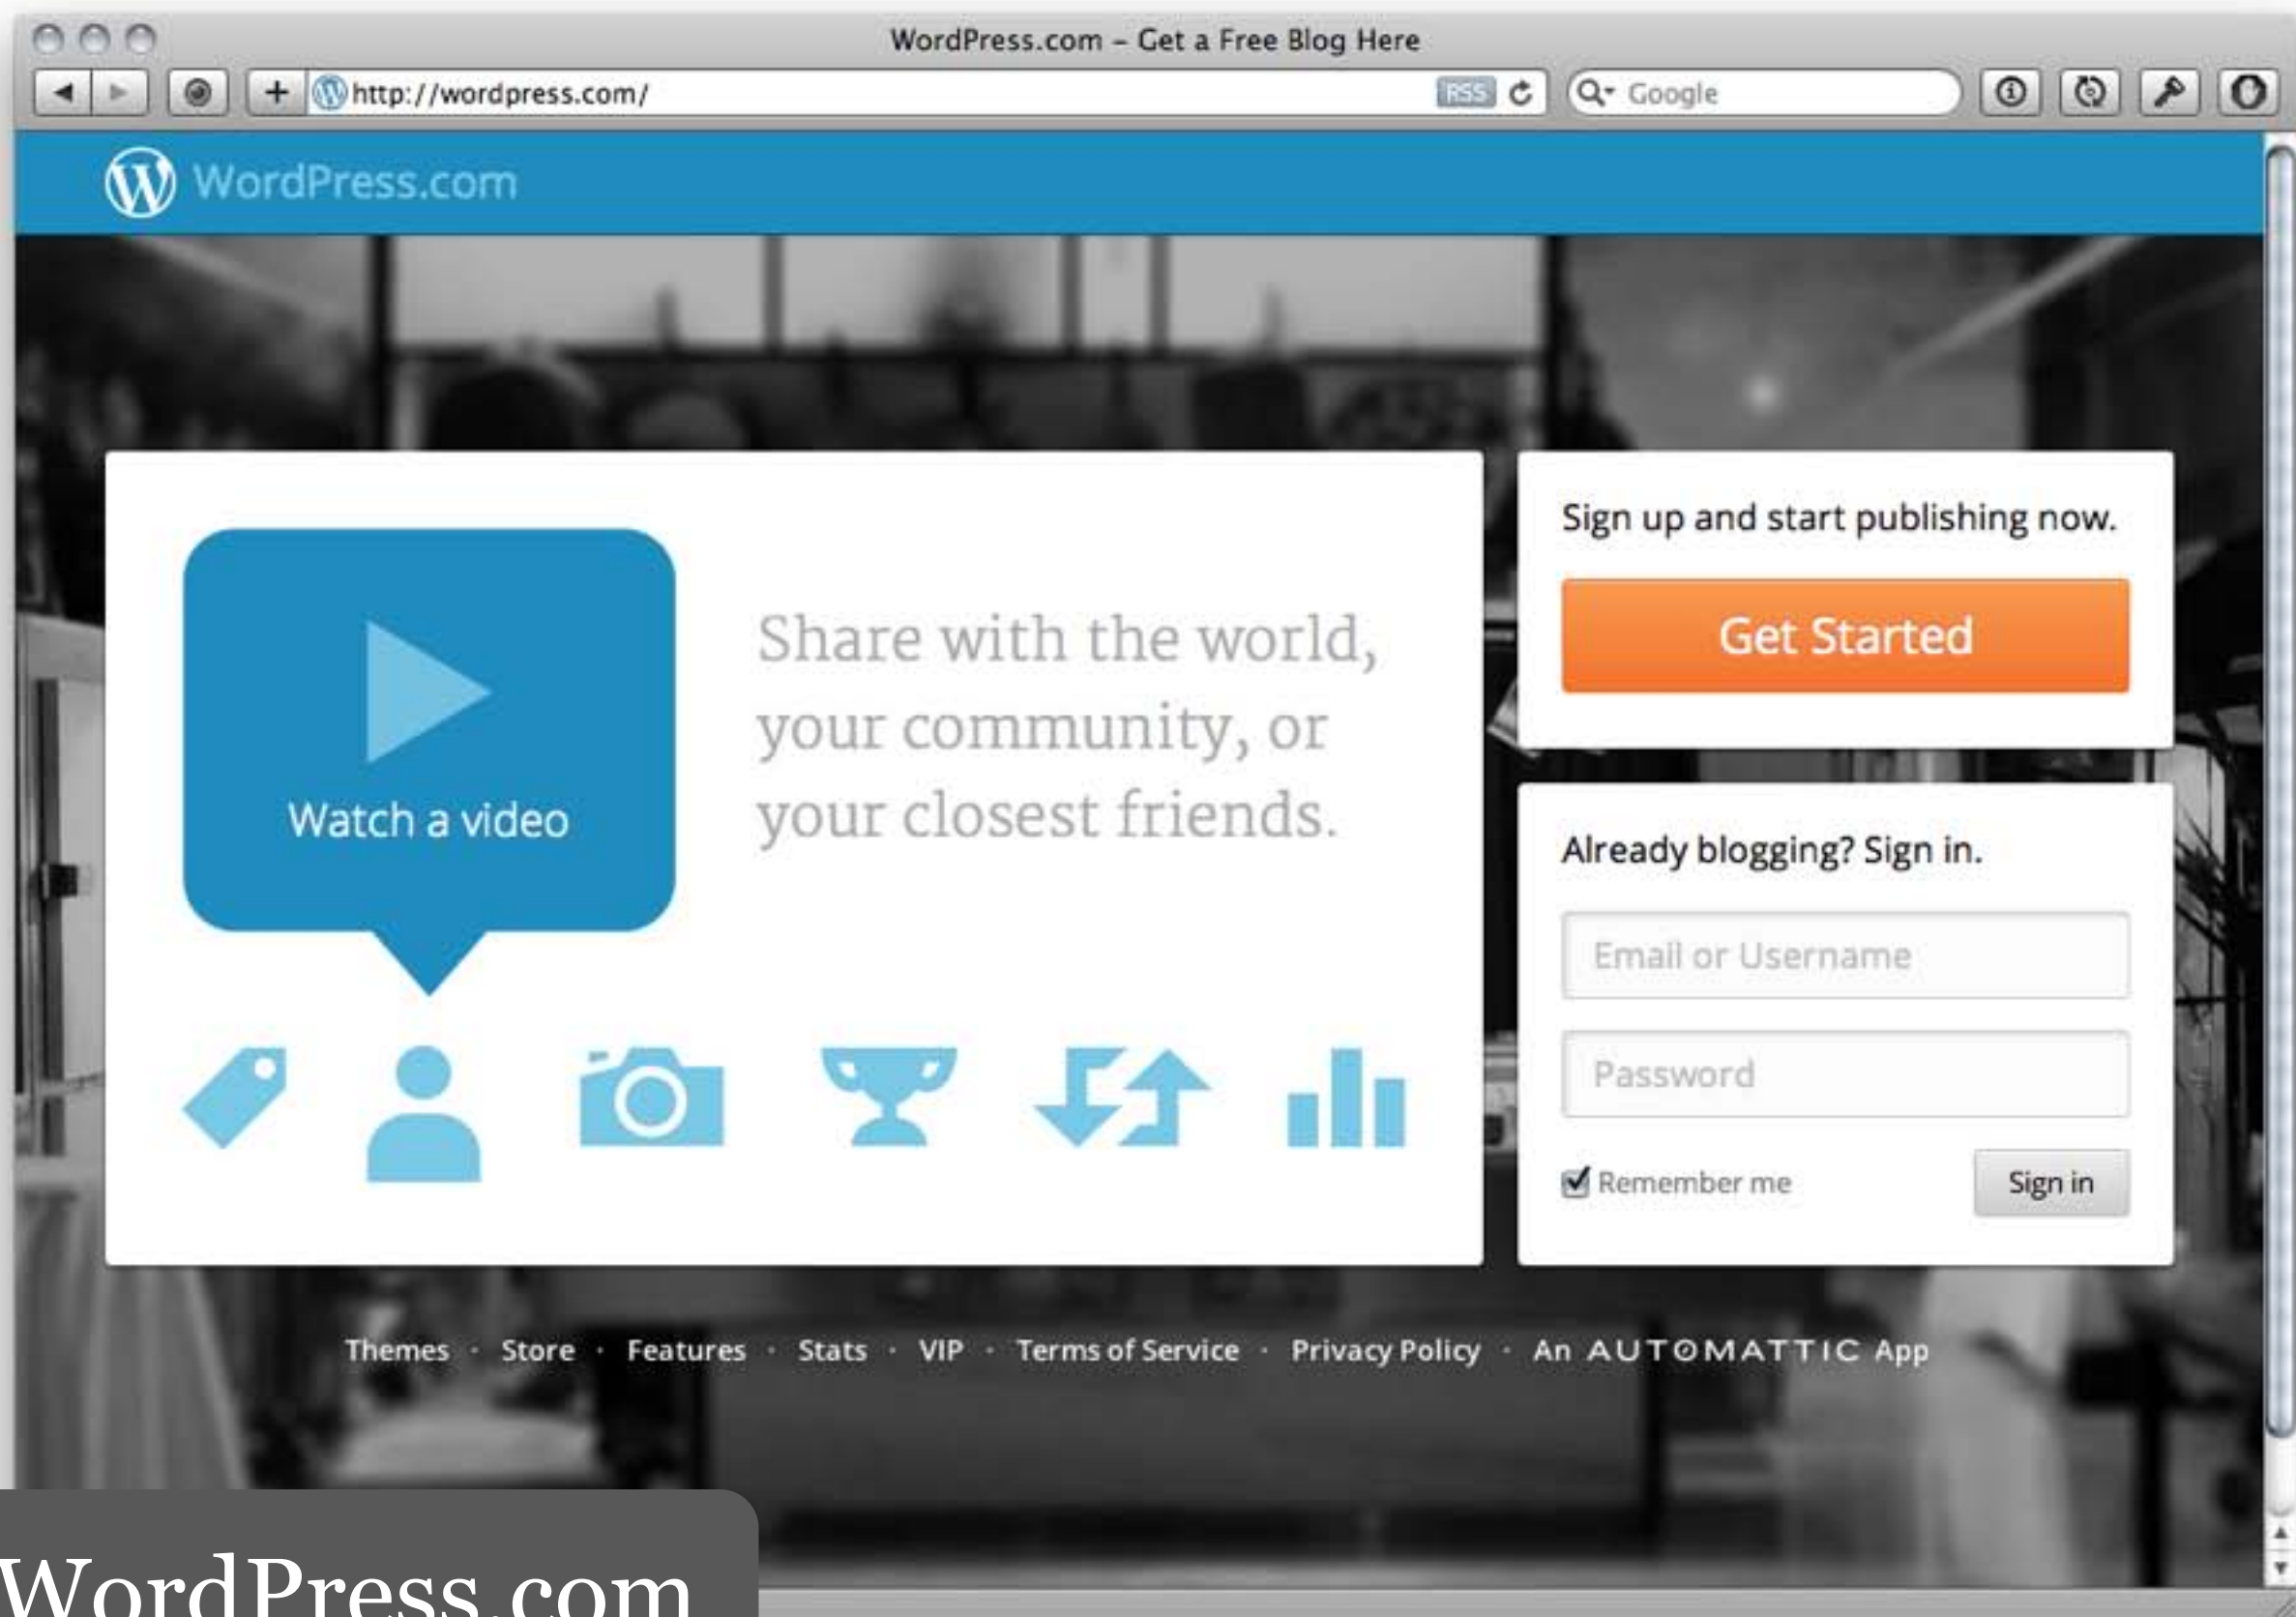 WordPress.com – Get a Free Blog Here
http://wordpress.com/ RSS Google
WordPress.com
Sign up and start publishing now.
Get Started
Watch a video
Share with the world,
your community, or
your closest friends.
Already blogging? Sign in.
Email or Username
Password
Remember me
Sign in
Themes · Store · Features · Stats · VIP · Terms of Service · Privacy Policy · An AUTOMATTIC App
WordPress.com